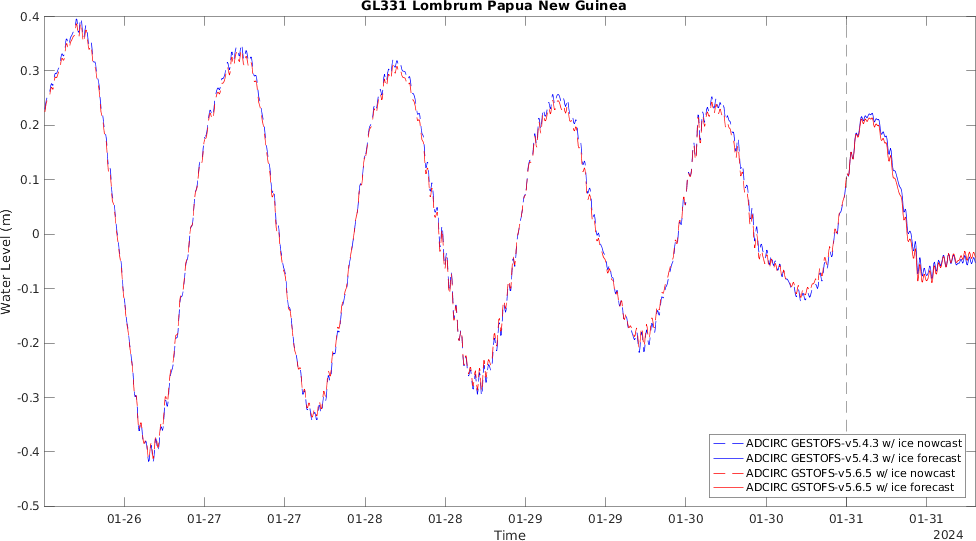 GL331 Lombrum Papua New Guinea
0.4
0.3
0.2
0.1
0
-0.1
-0.2
-0.3
-0.4
-0.5
Water Level (m)
ADCIRC GESTOFS-v5.4.3 w/ ice nowcast
ADCIRC GESTOFS-v5.4.3 w/ ice forecast
ADCIRC GSTOFS-v5.6.5 w/ ice nowcast
ADCIRC GSTOFS-v5.6.5 w/ ice forecast
01-26 01-27 01-27 01-28 01-28 01-29 01-29 01-30 01-30 01-31 01-31
Time
2024